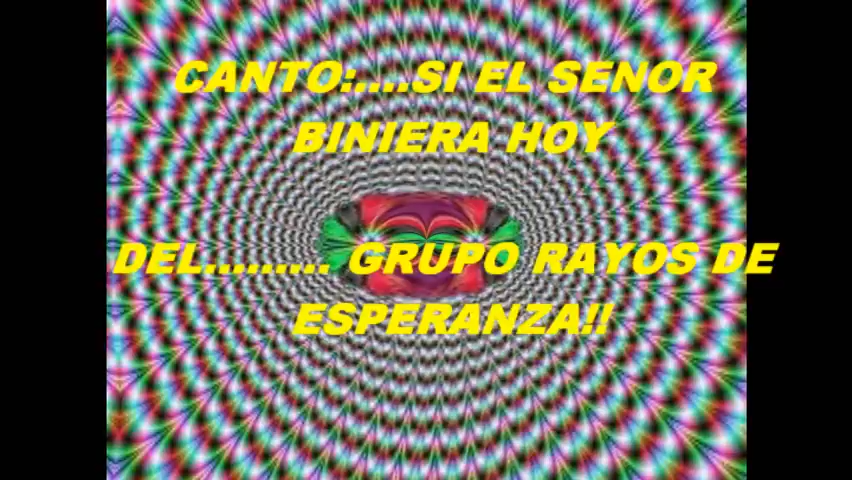 CANTO:....SI EL SENOR
BINIERA HOY
DEL......... GRUPO RAYOS DE
ESPERANZA!!